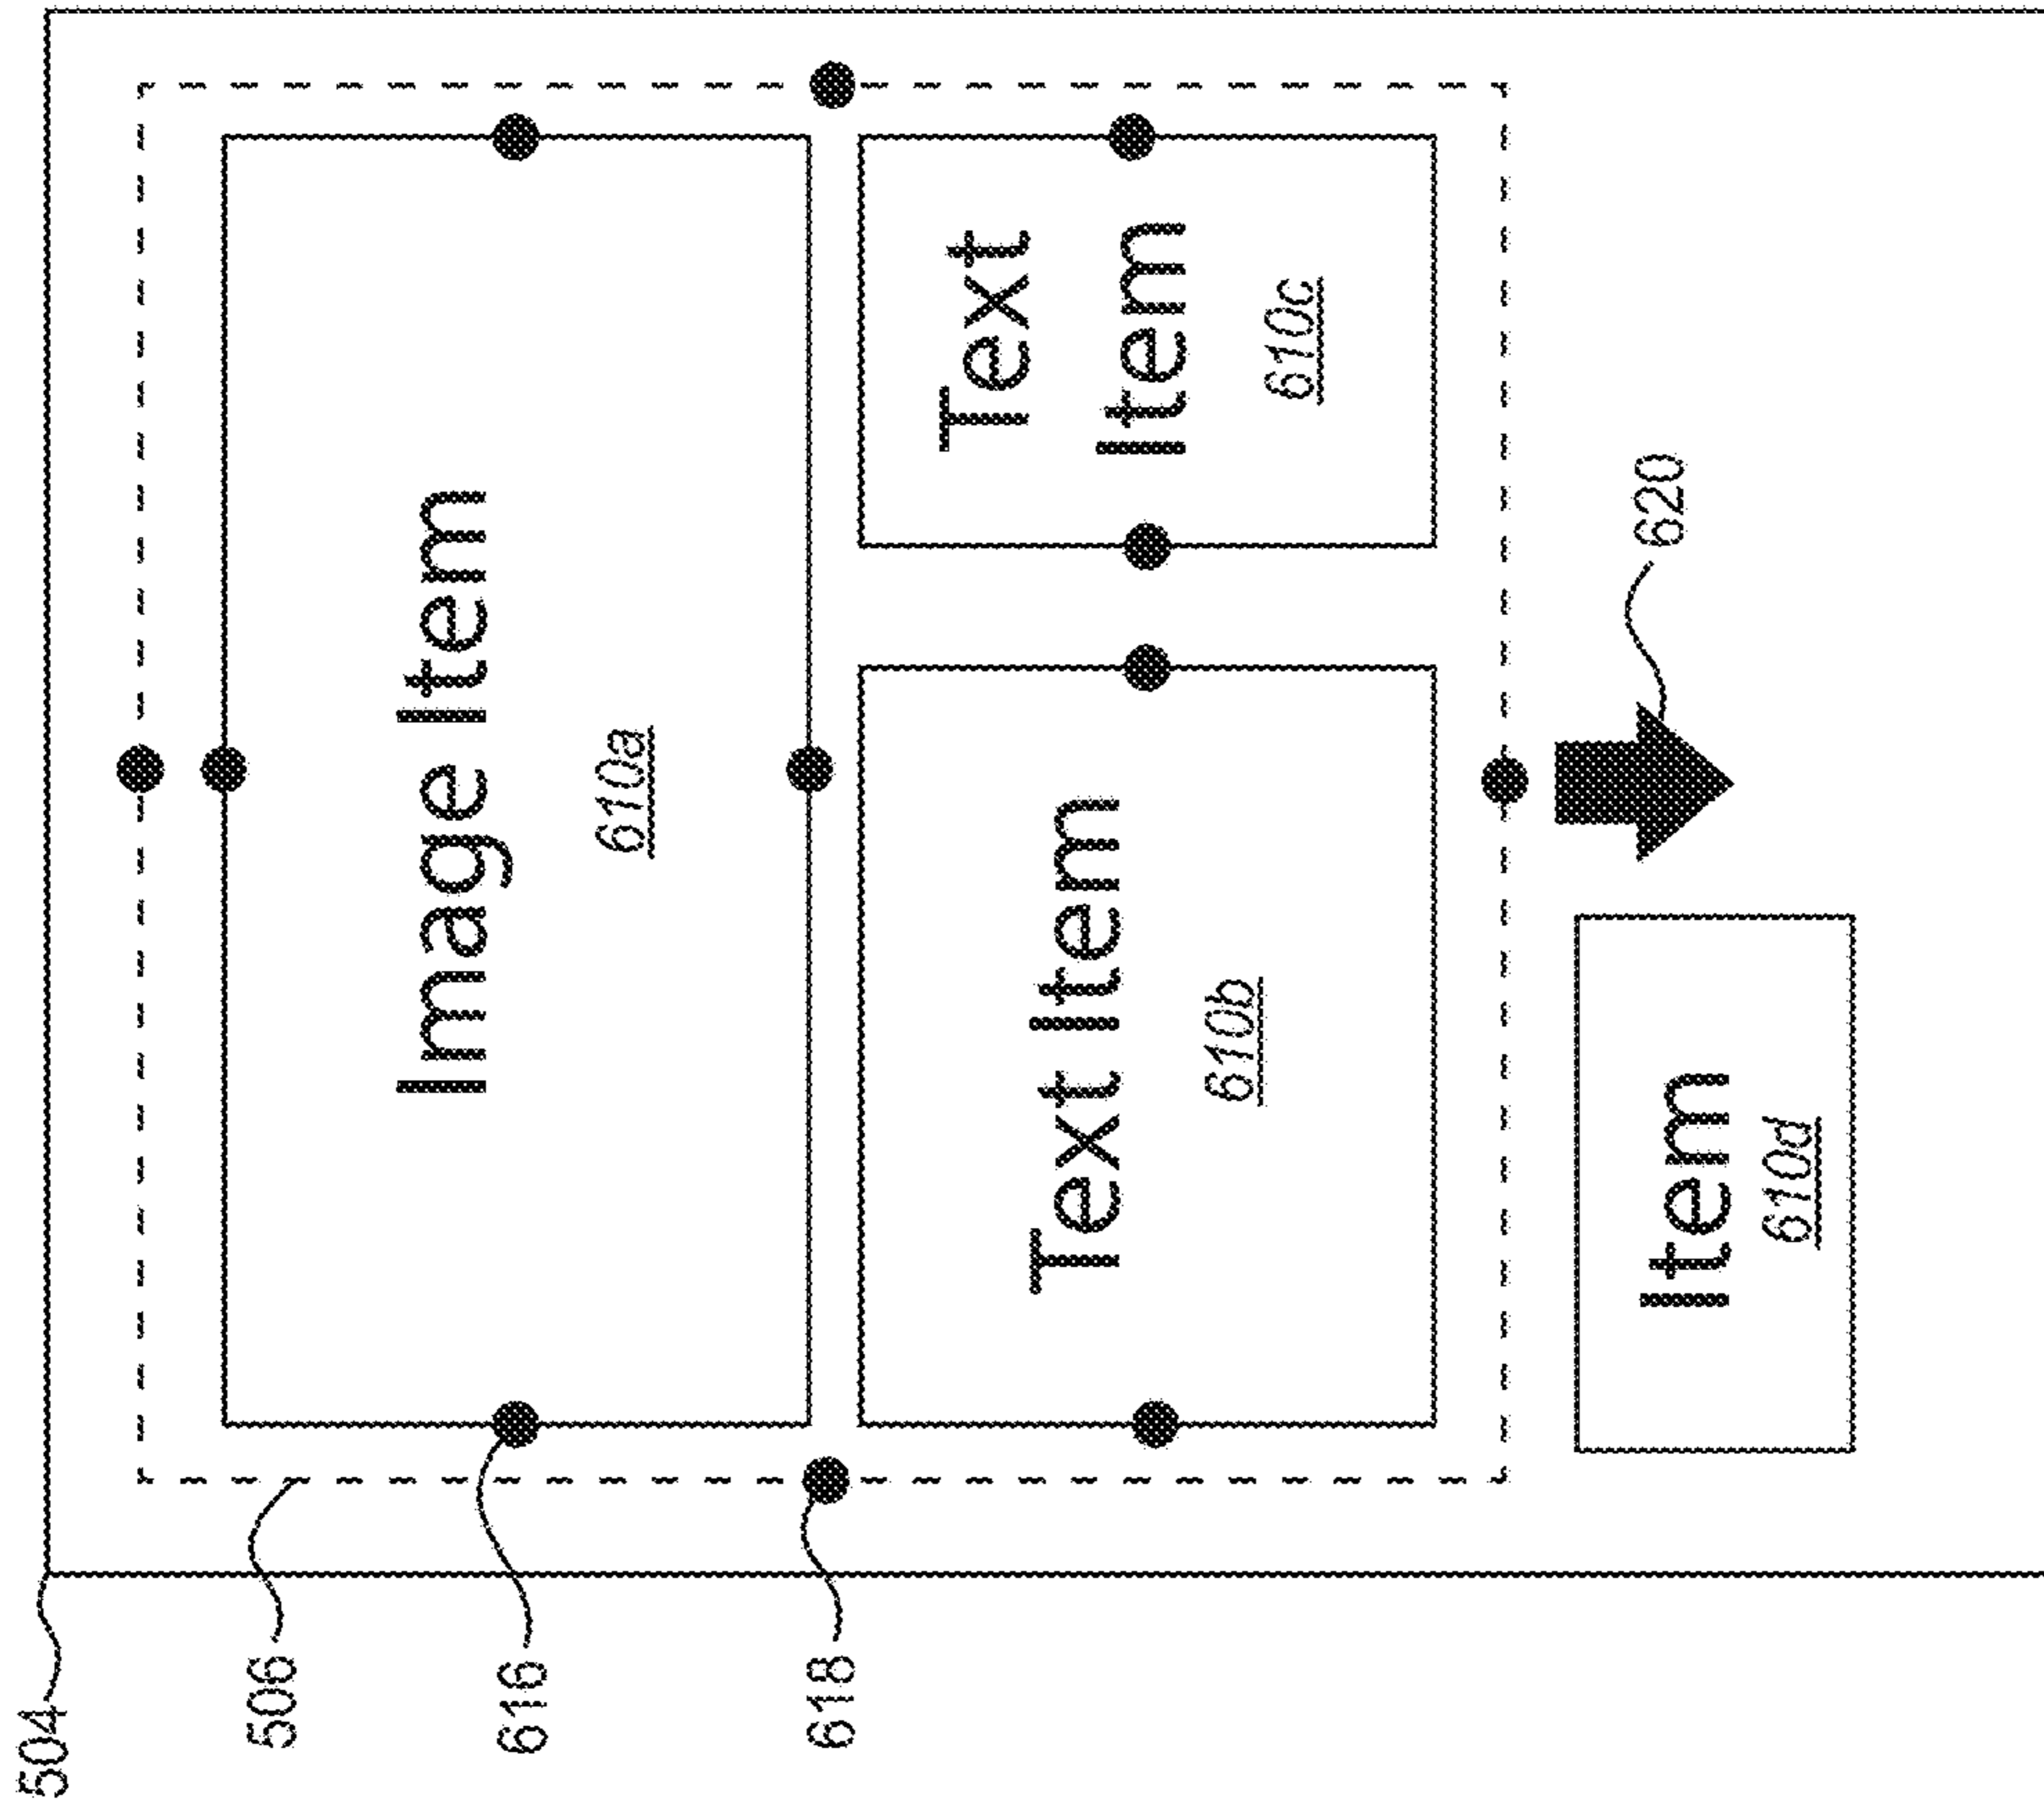 504
506
616
618
Image Item
610a
Text Item
610b
Text
Item
610c
Item
610d
620